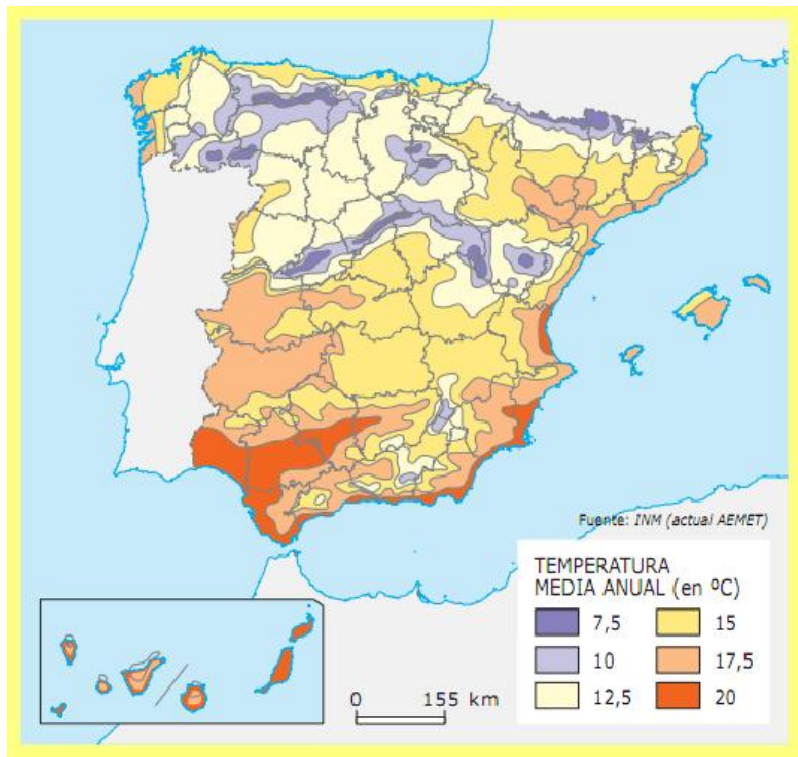 Fuente: INM (actual AEMET)
TEMPERATURA
MEDIA ANUAL (en ºC)
7,5 15
10 17,5
12,5 20
0 155 km